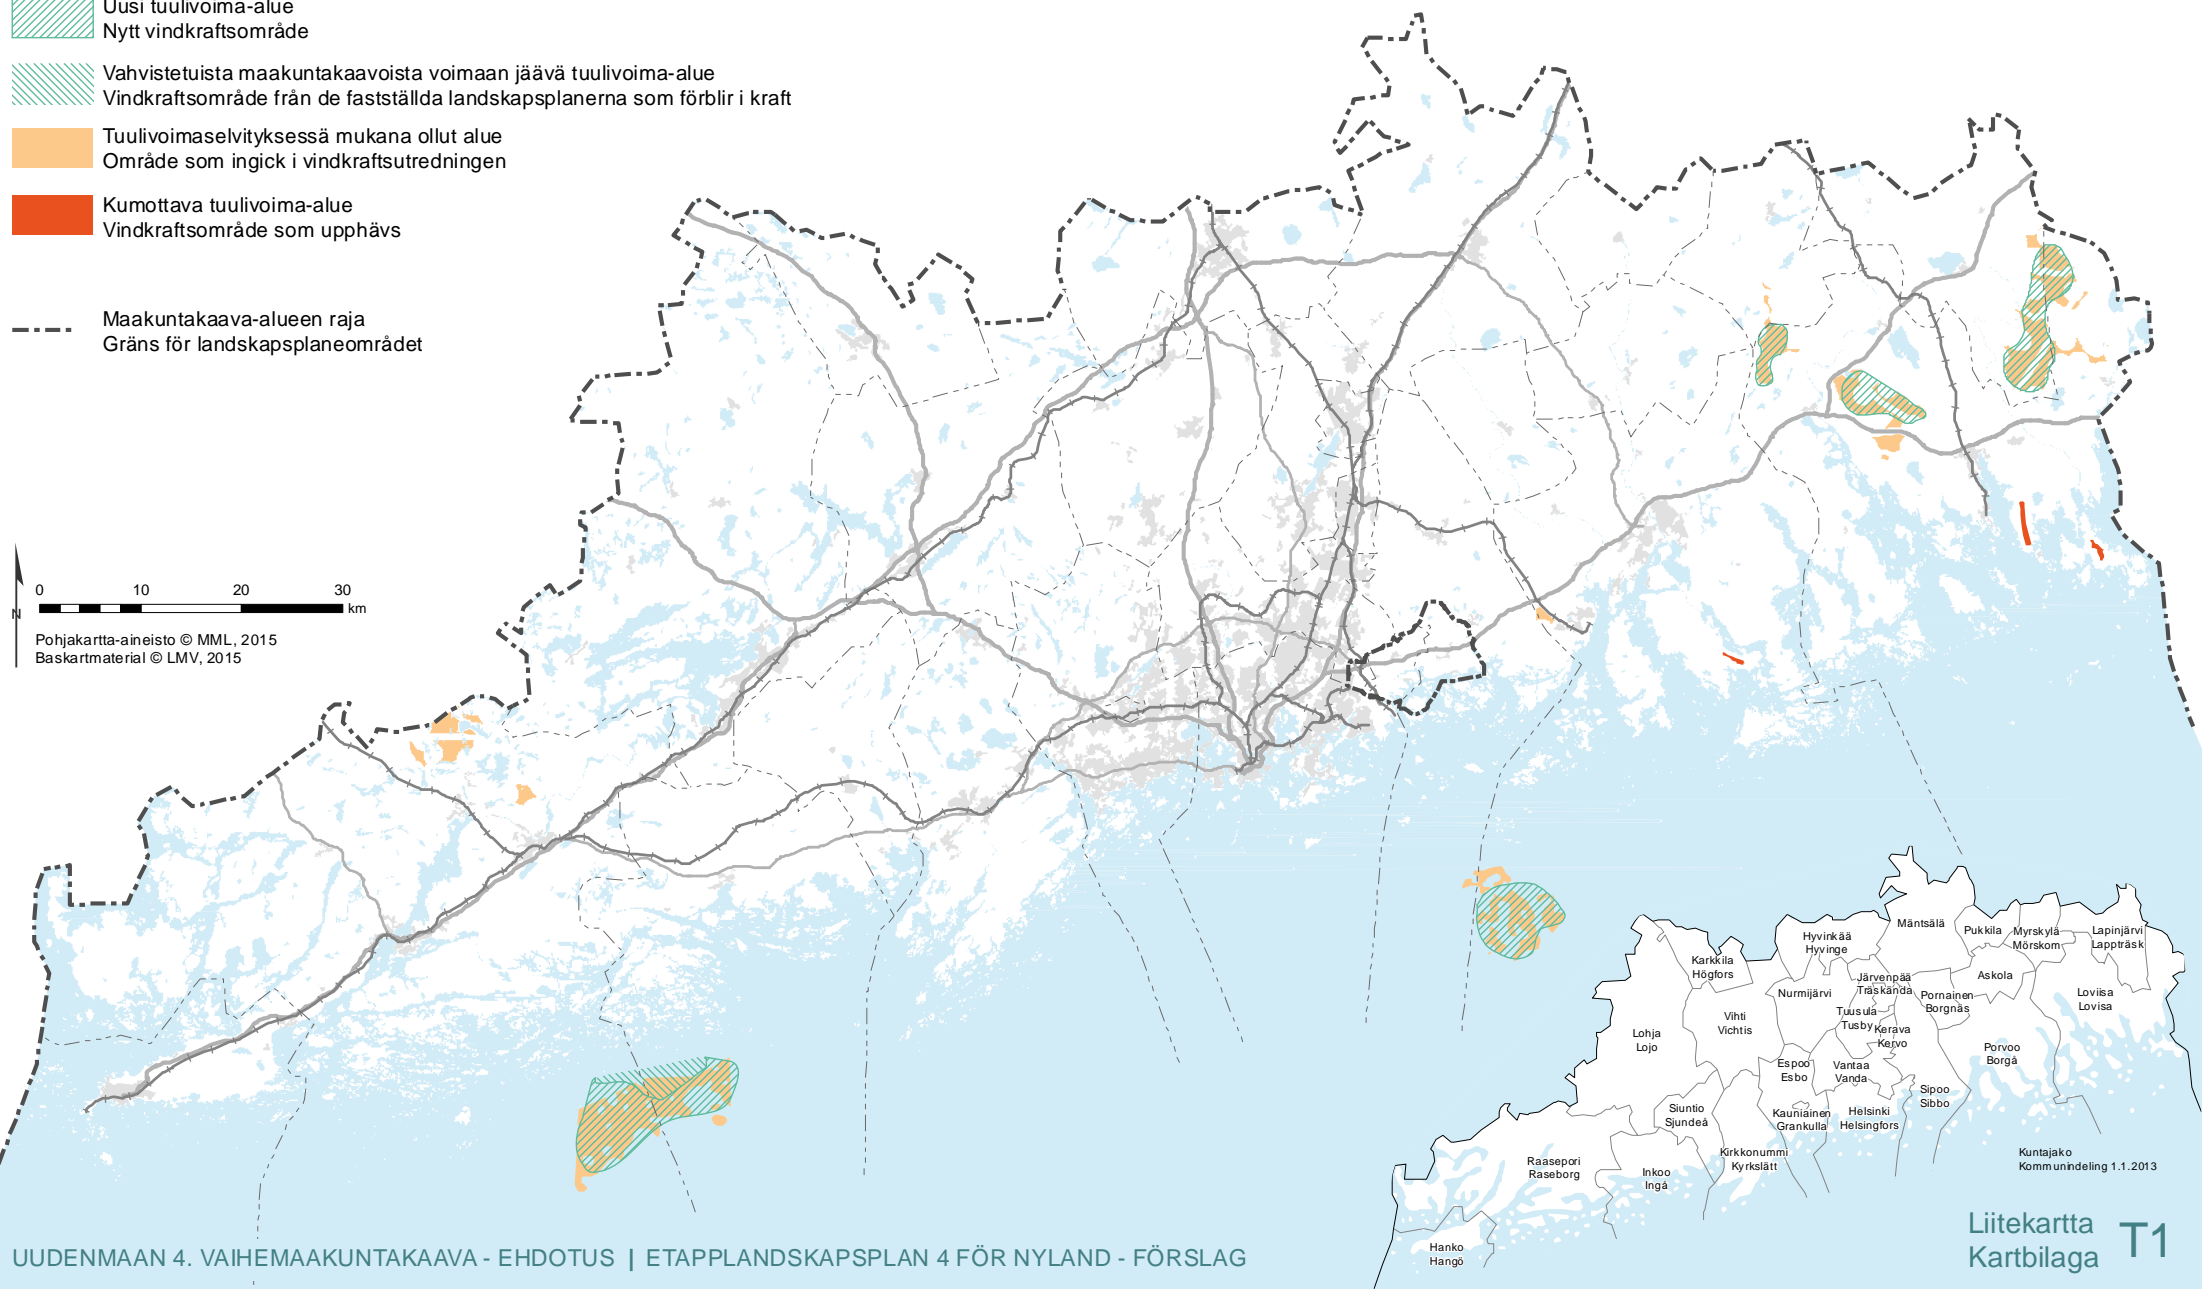 Uusi tuulivoima-alue
Nytt vindkraftsområde
Vahvistetuista maakuntakaavoista voimaan jäävä tuulivoima-alue
Vindkraftsområde från de fastställda landskapsplanerna som förblir i kraft
Tuulivoimaselvityksessä mukana ollut alue
Område som ingick i vindkraftsutredningen
Kumottava tuulivoima-alue
Vindkraftsområde som upphävs
Maakuntakaava-alueen raja
Gräns för landskapsplaneområdet
N
0 10 20 30
km
Pohjakartta-aineisto © MML, 2015
Baskartmaterial © LMV, 2015
Mäntsälä
Hyvinkää
Hyvinge
Pukkila
Myrskylä
Mörskom
Lapinjärvi
Lappträsk
Karkkila
Högfors
Järvenpää
Träskända
Askola
Nurmijärvi
Pornainen
Borgnäs
Loviisa
Lovisa
Vihti
Vichtis
Tuusula
Tusby
Kerava
Kervo
Lohja
Lojo
Porvoo
Borgå
Espoo
Esbo
Vantaa
Vanda
Sipoo
Sibbo
Siuntio
Sjundeå
Kauniainen
Grankulla
Helsinki
Helsingfors
Kirkkonummi
Kyrkslätt
Raasepori
Raseborg
Inkoo
Ingå
Hanko
Hangö
Kuntajako
Kommunindeling 1.1.2013
UUDENMAAN 4. VAIHEMAAKUNTAKAAVA - EHDOTUS | ETAPPLANDSKAPSPLAN 4 FÖR NYLAND - FÖRSLAG
Liitekartta
Kartbilaga
T1